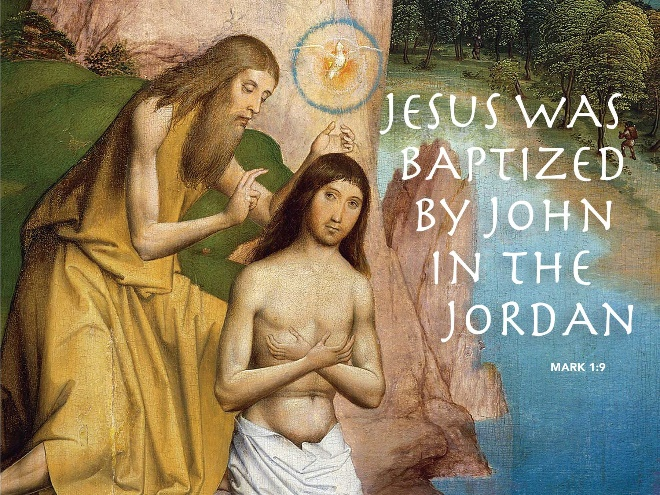 JESUS WAS
BAPTIZED
BY JOHN
IN THE
JORDAN
MARK 1:9